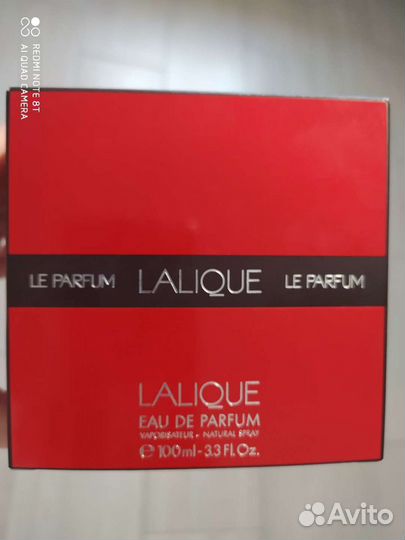 REDMI NOTE 8T
AI QUAD CAMERA
LE PARFUM LALIQUE LE PARFUM
LALIQUE
EAU DE PARFUM
VAPORISATEUR - NATURAL SPRAY
℮ 100 ml - 3.3 Fl. Oz.
Avito